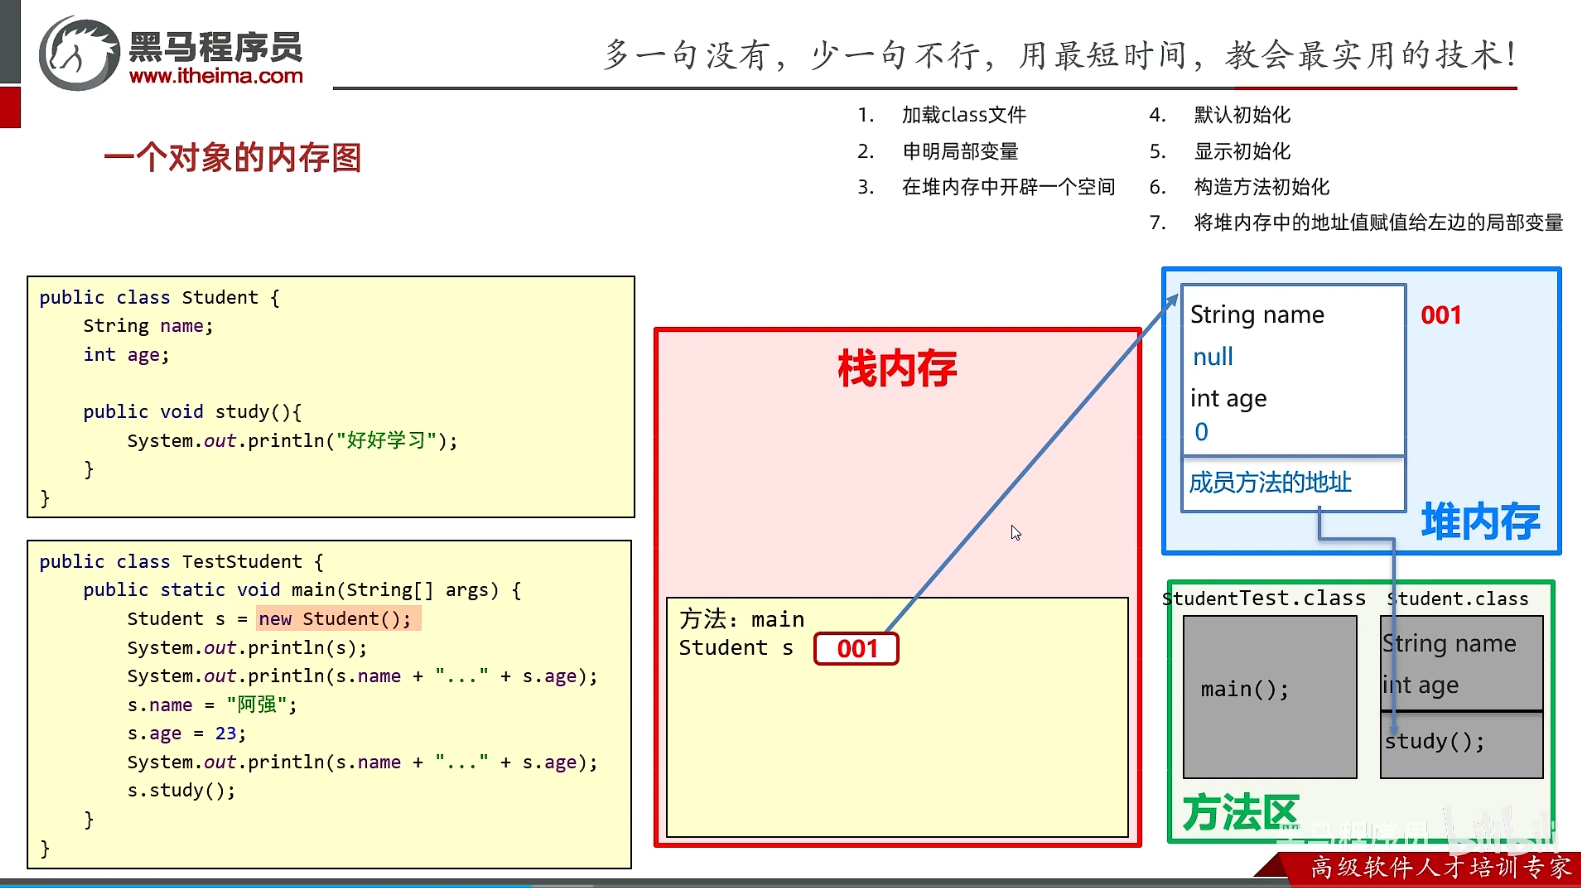 黑马程序员
www.itheima.com
多一句没有，少一句不行，用最短时间，教会最实用的技术！
一个对象的内存图
1. 加载class文件
2. 申明局部变量
3. 在堆内存中开辟一个空间
4. 默认初始化
5. 显示初始化
6. 构造方法初始化
7. 将堆内存中的地址值赋值给左边的局部变量
public class Student {
String name;
int age;
public void study(){
System.out.println("好好学习");
}
}
public class TestStudent {
public static void main(String[] args) {
Student s = new Student();
System.out.println(s);
System.out.println(s.name + "..." + s.age);
s.name = "阿强";
s.age = 23;
System.out.println(s.name + "..." + s.age);
s.study();
}
}
栈内存
方法：main
Student s 001
String name
null
int age
0
成员方法的地址
001
堆内存
studentTest.class
main();
student.class
String name
int age
study();
方法区
黑马程序员 bilibili
高级软件人才培训专家